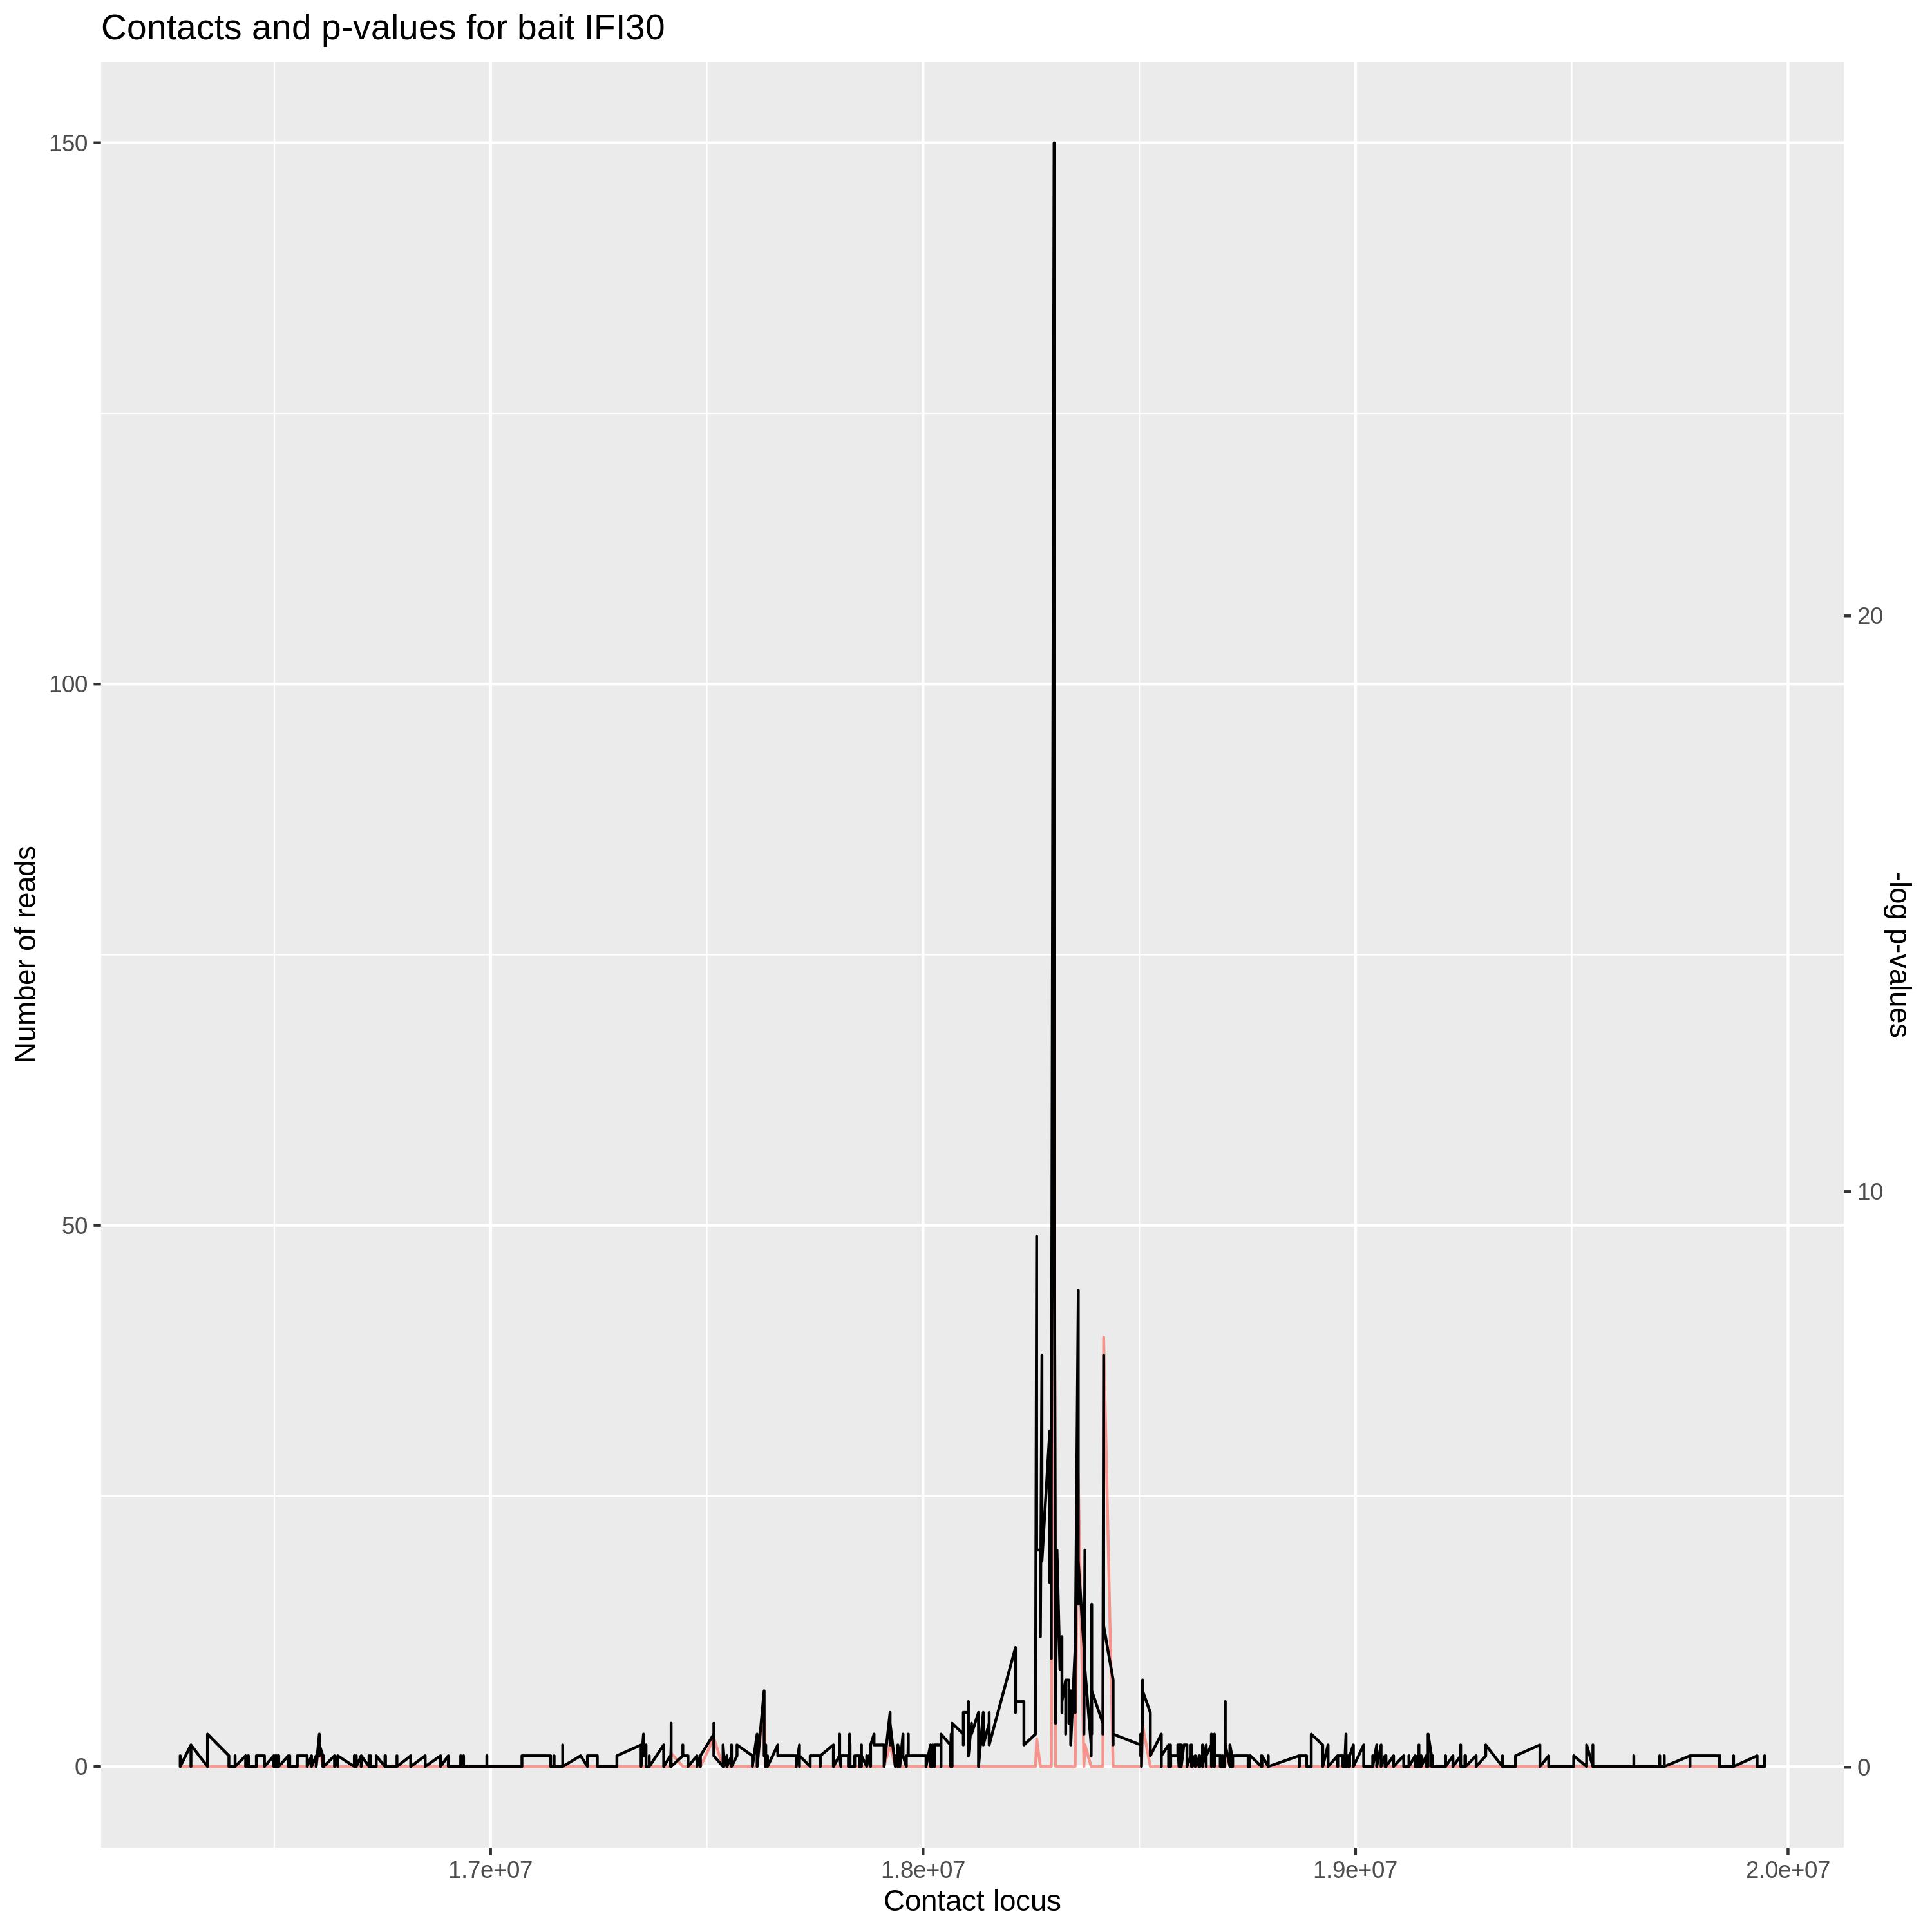 Contacts and p-values for bait IFI30
150
100
50
0
Number of reads
20
10
0
-log p-values
1.7e+07
1.8e+07
1.9e+07
2.0e+07
Contact locus